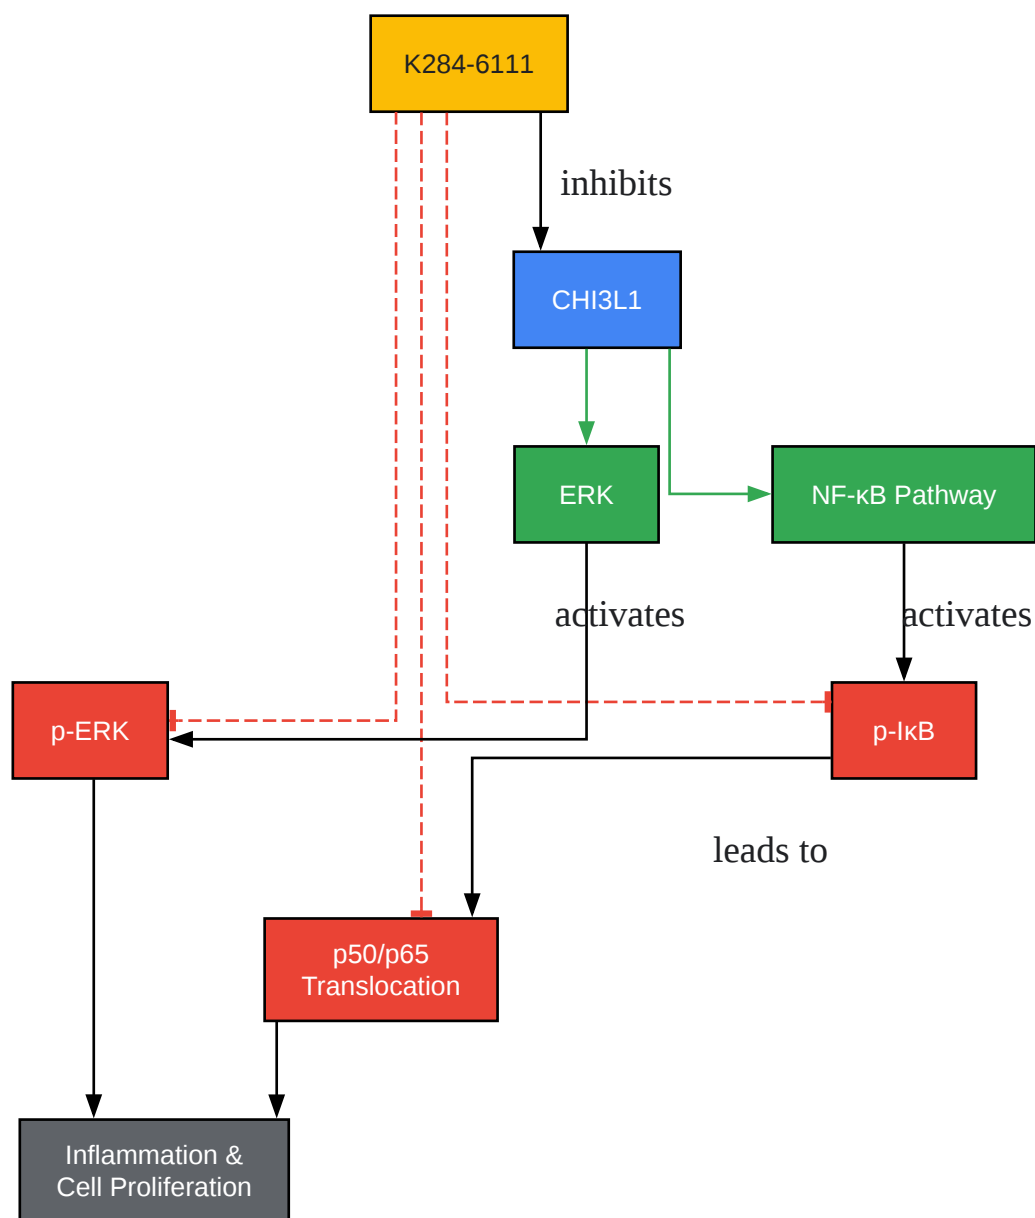 K284-6111
inhibits
CHI3L1
ERK
NF-κB Pathway
activates
activates
p-ERK
p-IκB
leads to
p50/p65
Translocation
Inflammation &
Cell Proliferation